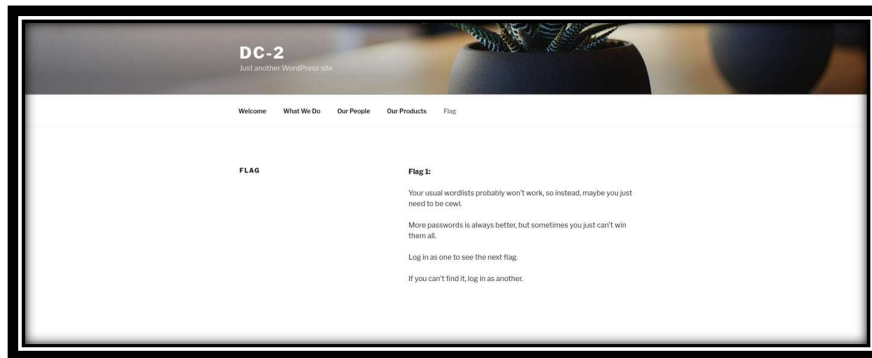 DC-2
Just another WordPress site
Welcome What We Do Our People Our Products Flag
FLAG
Flag 1:
Your usual wordlists probably won't work, so instead, maybe you just
need to be cewl.
More passwords is always better, but sometimes you just can't win
them all.
Log in as one to see the next flag.
If you can't find it, log in as another.